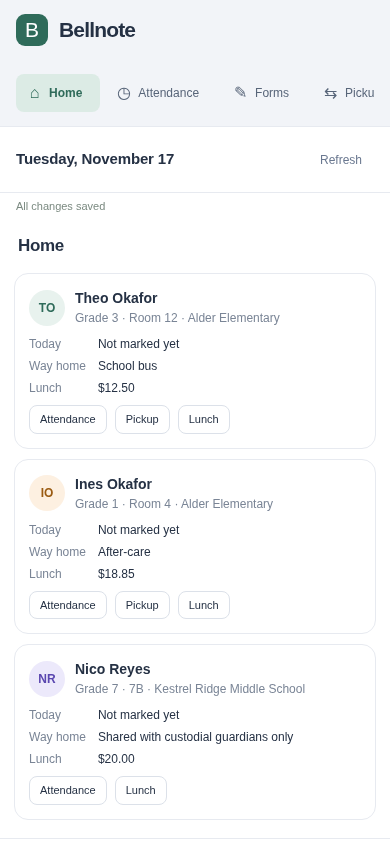 B Bellnote
Home Attendance Forms Picku
Tuesday, November 17 Refresh
All changes saved
Home
TO Theo Okafor
Grade 3 · Room 12 · Alder Elementary
Today Not marked yet
Way home School bus
Lunch $12.50
Attendance Pickup Lunch
IO Ines Okafor
Grade 1 · Room 4 · Alder Elementary
Today Not marked yet
Way home After-care
Lunch $18.85
Attendance Pickup Lunch
NR Nico Reyes
Grade 7 · 7B · Kestrel Ridge Middle School
Today Not marked yet
Way home Shared with custodial guardians only
Lunch $20.00
Attendance Lunch